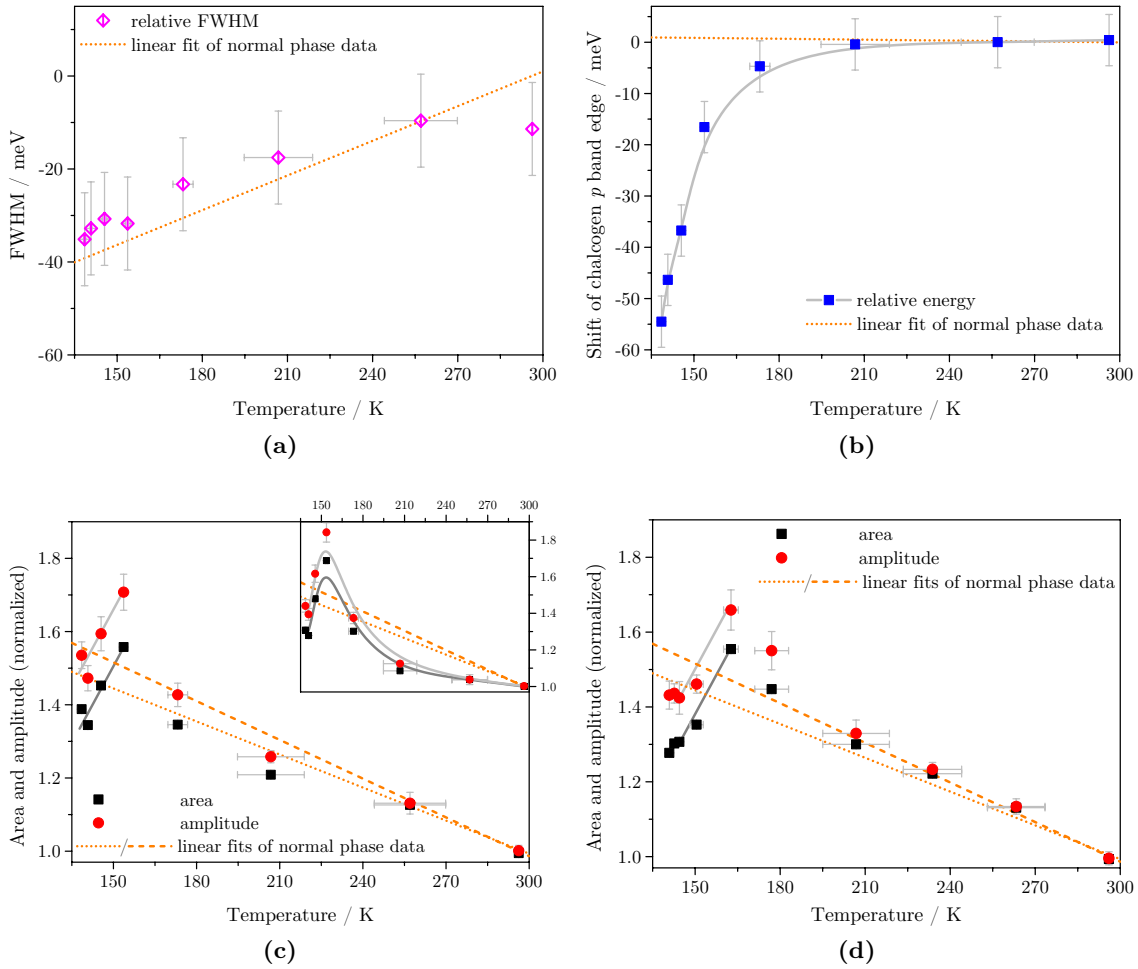 relative FWHM
linear fit of normal phase data
0
-20
-40
-60
FWHM / meV
150 180 210 240 270 300
Temperature / K
(a)
0
-10
-20
-30
-40
-50
-60
Shift of chalcogen p band edge / meV
relative energy
linear fit of normal phase data
150 180 210 240 270 300
Temperature / K
(b)
150 180 210 240 270 300
1.8
1.6
1.4
1.2
1.0
1.8
1.6
1.4
1.2
1.0
Area and amplitude (normalized)
area
amplitude
/ linear fits of normal phase data
150 180 210 240 270 300
Temperature / K
(c)
area
amplitude
/ linear fits of normal phase data
1.8
1.6
1.4
1.2
1.0
Area and amplitude (normalized)
150 180 210 240 270 300
Temperature / K
(d)